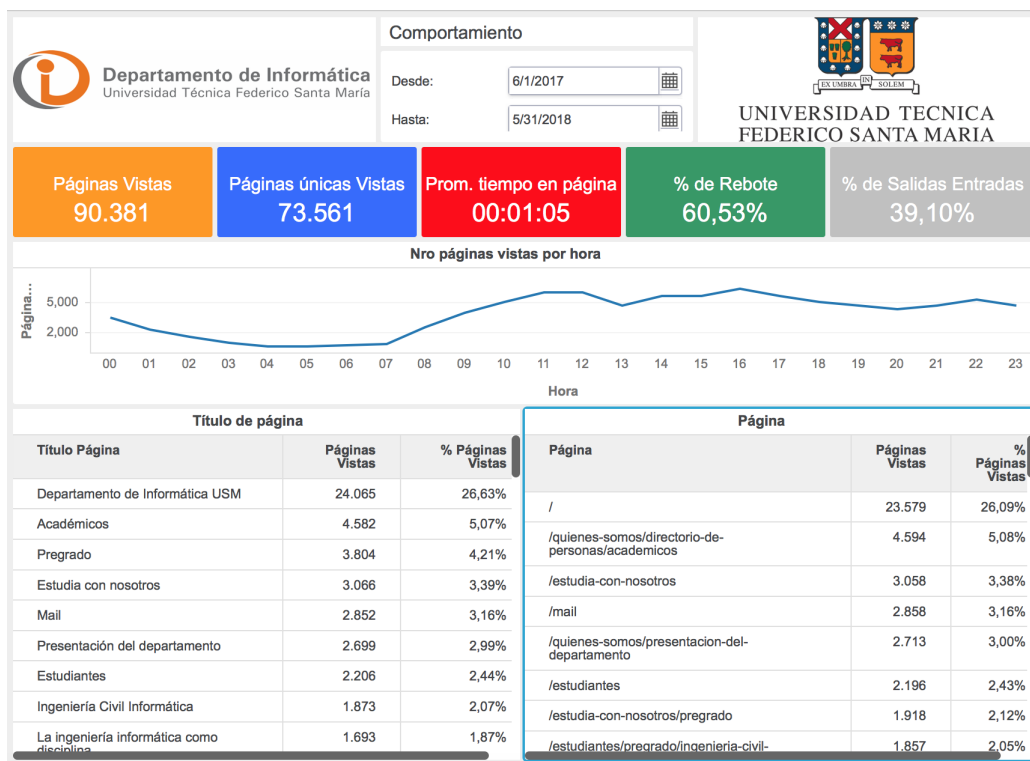 Departamento de Informática
Universidad Técnica Federico Santa María
Comportamiento
Desde: 6/1/2017
Hasta: 5/31/2018
EX UMBRA IN SOLEM
UNIVERSIDAD TECNICA
FEDERICO SANTA MARIA
Páginas Vistas
90.381
Páginas únicas Vistas
73.561
Prom. tiempo en página
00:01:05
% de Rebote
60,53%
% de Salidas Entradas
39,10%
Nro páginas vistas por hora
Página...
5,000
2,000
00 01 02 03 04 05 06 07 08 09 10 11 12 13 14 15 16 17 18 19 20 21 22 23
Hora
Título de página
Título Página Páginas Vistas % Páginas Vistas
Departamento de Informática USM 24.065 26,63%
Académicos 4.582 5,07%
Pregrado 3.804 4,21%
Estudia con nosotros 3.066 3,39%
Mail 2.852 3,16%
Presentación del departamento 2.699 2,99%
Estudiantes 2.206 2,44%
Ingeniería Civil Informática 1.873 2,07%
La ingeniería informática como 1.693 1,87%
disciplina
Página
Página Páginas Vistas % Páginas Vistas
/ 23.579 26,09%
/quienes-somos/directorio-de- 4.594 5,08%
personas/academicos
/estudia-con-nosotros 3.058 3,38%
/mail 2.858 3,16%
/quienes-somos/presentacion-del- 2.713 3,00%
departamento
/estudiantes 2.196 2,43%
/estudia-con-nosotros/pregrado 1.918 2,12%
/estudiantes/pregrado/ingenieria-civil- 1.857 2,05%